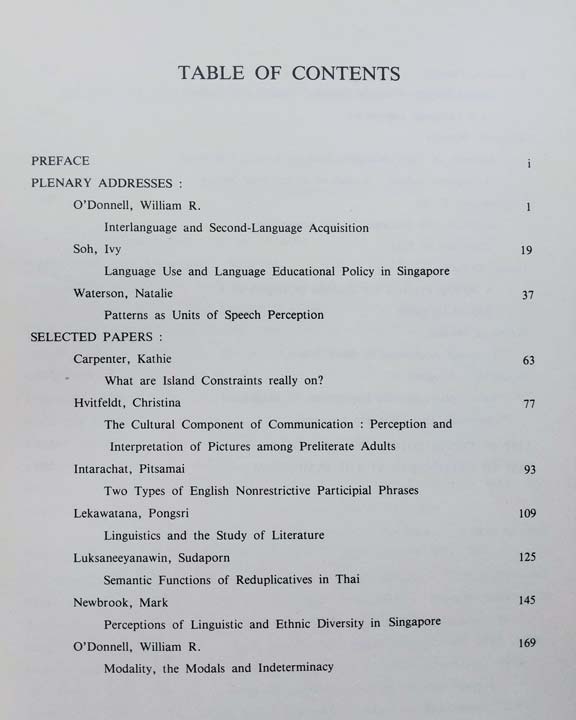 TABLE OF CONTENTS
PREFACE i
PLENARY ADDRESSES :
O'Donnell, William R. 1
Interlanguage and Second-Language Acquisition
Soh, Ivy 19
Language Use and Language Educational Policy in Singapore
Waterson, Natalie 37
Patterns as Units of Speech Perception
SELECTED PAPERS :
Carpenter, Kathie 63
What are Island Constraints really on?
Hvitfeldt, Christina 77
The Cultural Component of Communication : Perception and
Interpretation of Pictures among Preliterate Adults
Intarachat, Pitsamai 93
Two Types of English Nonrestrictive Participial Phrases
Lekawatana, Pongsri 109
Linguistics and the Study of Literature
Luksaneeyanawin, Sudaporn 125
Semantic Functions of Reduplicatives in Thai
Newbrook, Mark 145
Perceptions of Linguistic and Ethnic Diversity in Singapore
O'Donnell, William R. 169
Modality, the Modals and Indeterminacy